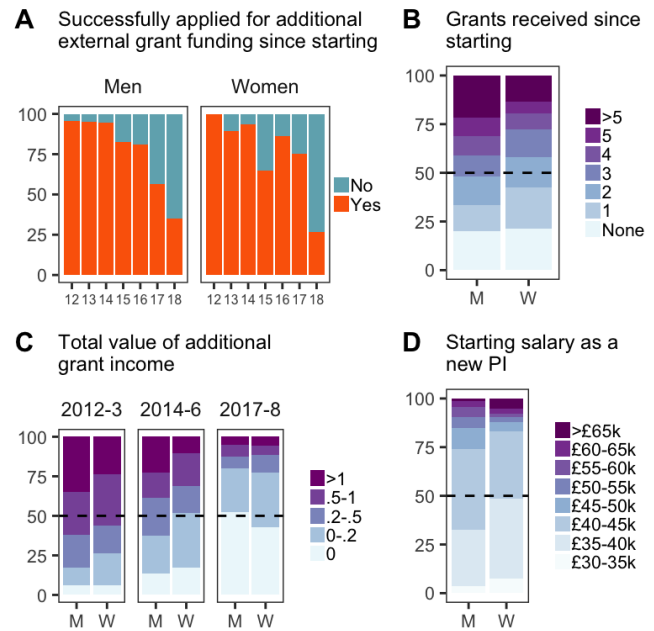 A
Successfully applied for additional
external grant funding since starting
Men
Women
100
75
50
25
0
12 13 14 15 16 17 18
12 13 14 15 16 17 18
No
Yes
B
Grants received since
starting
100
75
50
25
0
M W
>5
5
4
3
2
1
None
C
Total value of additional
grant income
2012-3 2014-6 2017-8
100
75
50
25
0
M W M W M W
>1
.5-1
.2-.5
0-.2
0
D
Starting salary as a
new PI
100
75
50
25
0
M W
>£65k
£60-65k
£55-60k
£50-55k
£45-50k
£40-45k
£35-40k
£30-35k